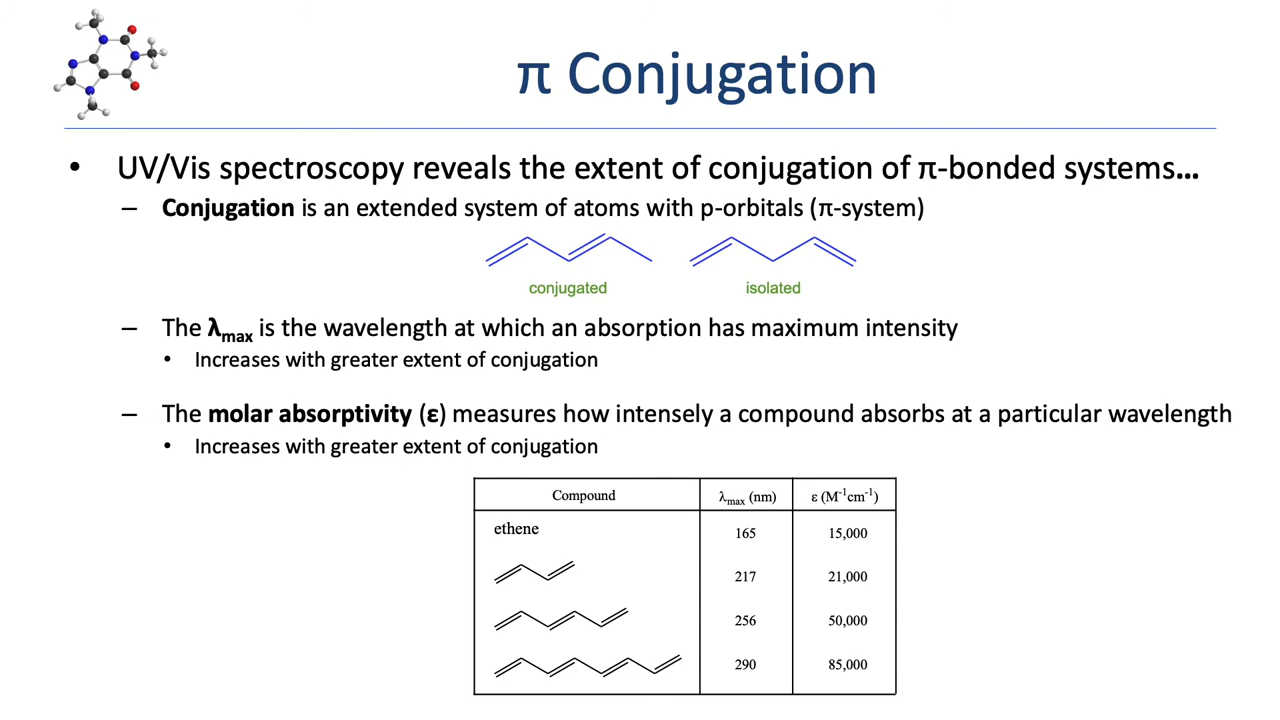 π Conjugation
• UV/Vis spectroscopy reveals the extent of conjugation of π-bonded systems...
– Conjugation is an extended system of atoms with p-orbitals (π-system)
conjugated isolated
– The λmax is the wavelength at which an absorption has maximum intensity
• Increases with greater extent of conjugation
– The molar absorptivity (ε) measures how intensely a compound absorbs at a particular wavelength
• Increases with greater extent of conjugation
Compound λmax (nm) ε (M⁻¹cm⁻¹)
ethene 165 15,000
217 21,000
256 50,000
290 85,000